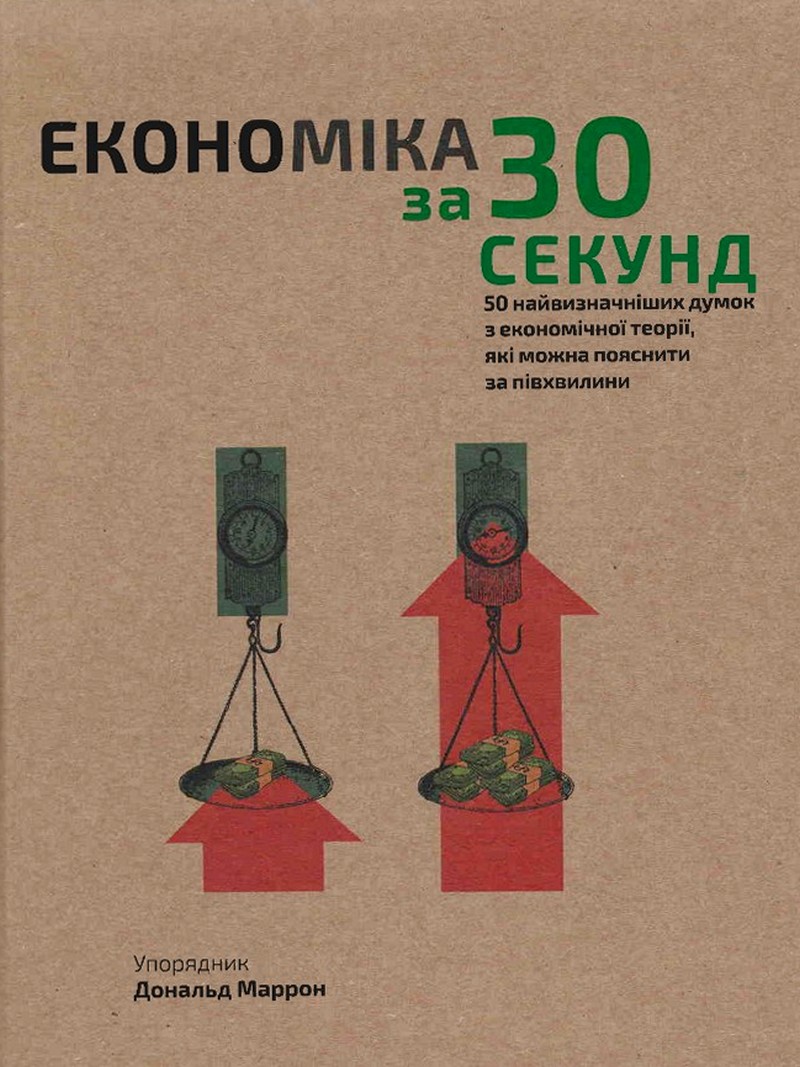 ЕКОНОМІКА
за 30
СЕКУНД
50 найвизначніших думок
з економічної теорії,
які можна пояснити
за півхвилини
Упорядник
Дональд Маррон